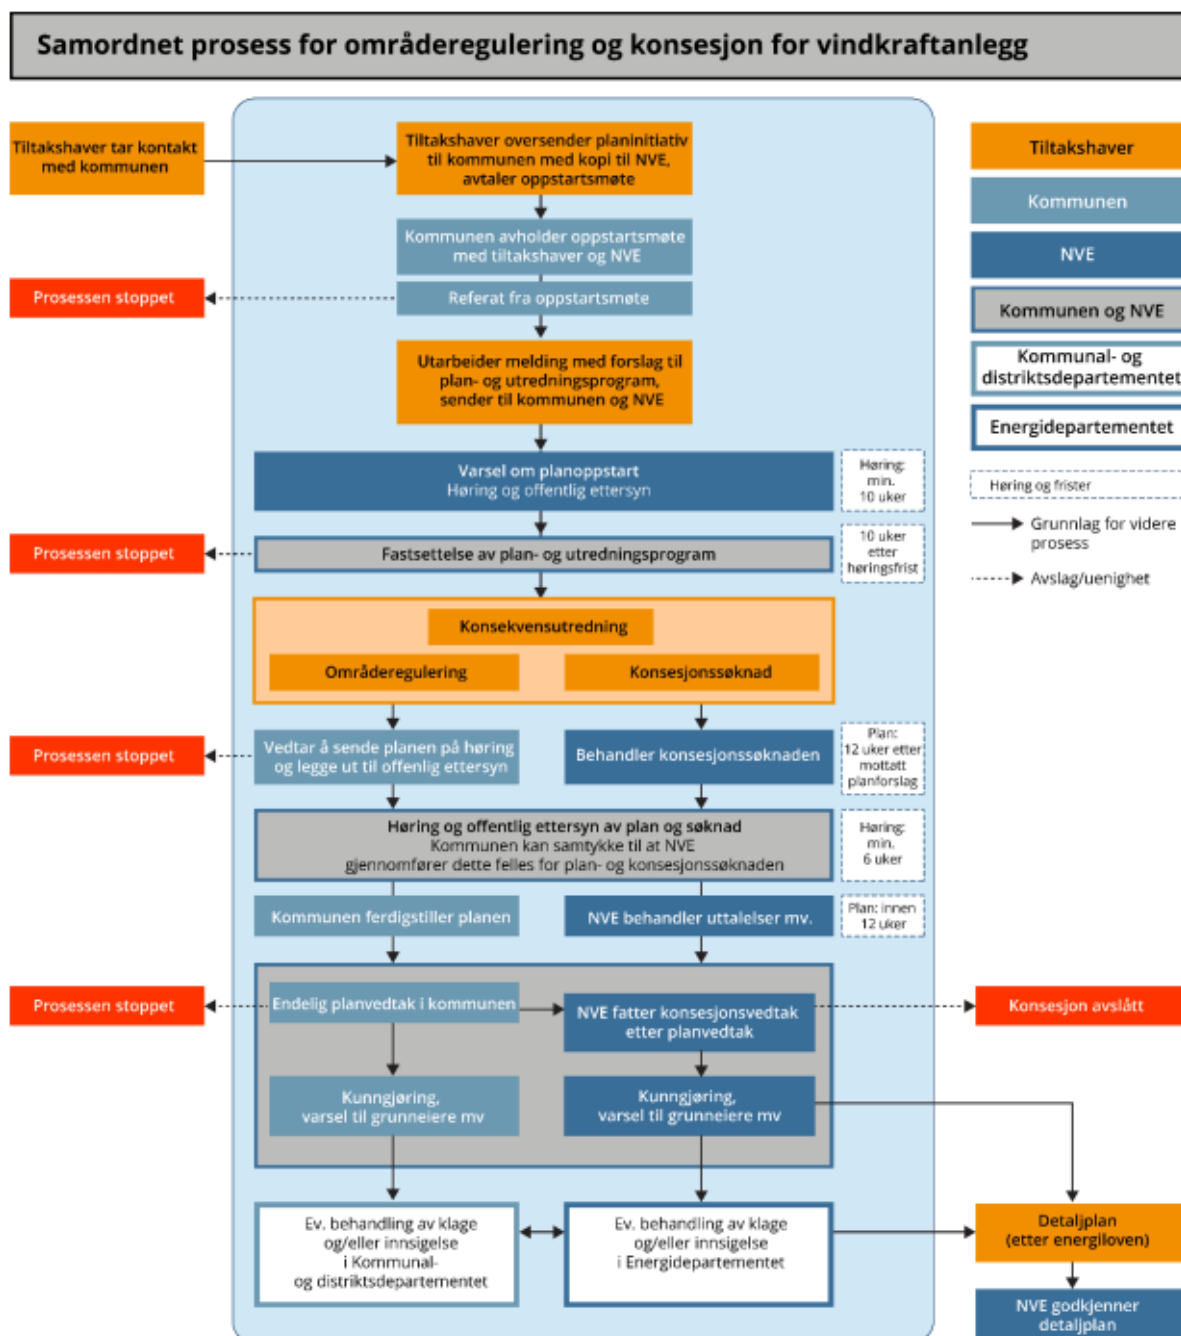 Samordnet prosess for områderegulering og konsesjon for vindkraftanlegg
Tiltakshaver tar kontakt
med kommunen
Tiltakshaver oversender planinitiativ
til kommunen med kopi til NVE,
avtaler oppstartsmøte
Kommunen avholder oppstartsmøte
med tiltakshaver og NVE
Prosessen stoppet
Referat fra oppstartsmøte
Utarbeider melding med forslag til
plan- og utredningsprogram,
sender til kommunen og NVE
Varsel om planoppstart
Høring og offentlig ettersyn
Høring:
min.
10 uker
Prosessen stoppet
Fastsettelse av plan- og utredningsprogram
10 uker
etter
høringsfrist
Konsekvensutredning
Områderegulering
Konsesjonssøknad
Prosessen stoppet
Vedtar å sende planen på høring
og legge ut til offenlig ettersyn
Behandler konsesjonssøknaden
Plan:
12 uker etter
mottatt
planforslag
Høring og offentlig ettersyn av plan og søknad
Kommunen kan samtykke til at NVE
gjennomfører dette felles for plan- og konsesjonssøknaden
Høring:
min.
6 uker
Kommunen ferdigstiller planen
NVE behandler uttalelser mv.
Plan: innen
12 uker
Prosessen stoppet
Endelig planvedtak i kommunen
NVE fatter konsesjonsvedtak
etter planvedtak
Konsesjon avslått
Kunngjøring,
varsel til grunneiere mv
Kunngjøring,
varsel til grunneiere mv
Ev. behandling av klage
og/eller innsigelse
i Kommunal-
og distriktsdepartementet
Ev. behandling av klage
og/eller innsigelse
i Energidepartementet
Detaljplan
(etter energiloven)
NVE godkjenner
detaljplan
Tiltakshaver
Kommunen
NVE
Kommunen og NVE
Kommunal- og
distriktsdepartementet
Energidepartementet
Høring og frister
Grunnlag for videre
prosess
Avslag/uenighet